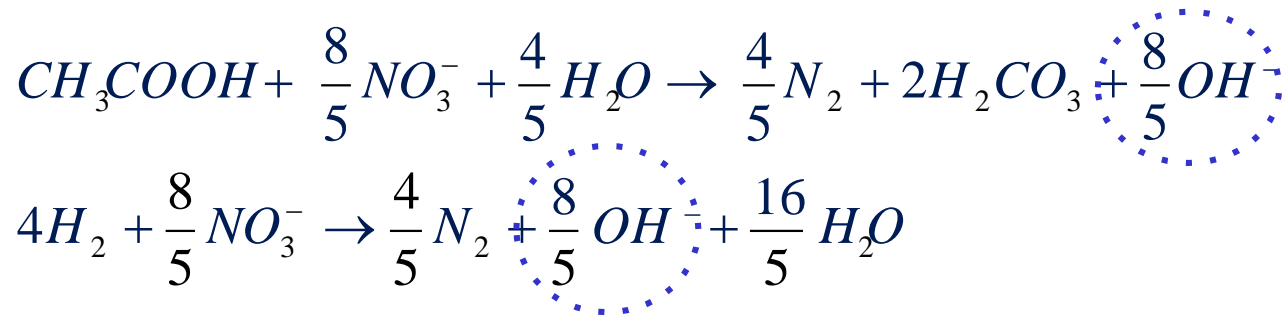 CH₃COOH + 8/5 NO₃⁻ + 4/5 H₂O → 4/5 N₂ + 2H₂CO₃ + 8/5 OH⁻
4H₂ + 8/5 NO₃⁻ → 4/5 N₂ + 8/5 OH⁻ + 16/5 H₂O